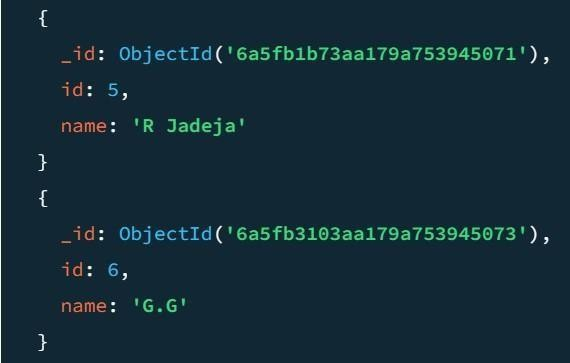 {
_id: ObjectId('6a5fb1b73aa179a753945071'),
id: 5,
name: 'R Jadeja'
}
{
_id: ObjectId('6a5fb3103aa179a753945073'),
id: 6,
name: 'G.G'
}